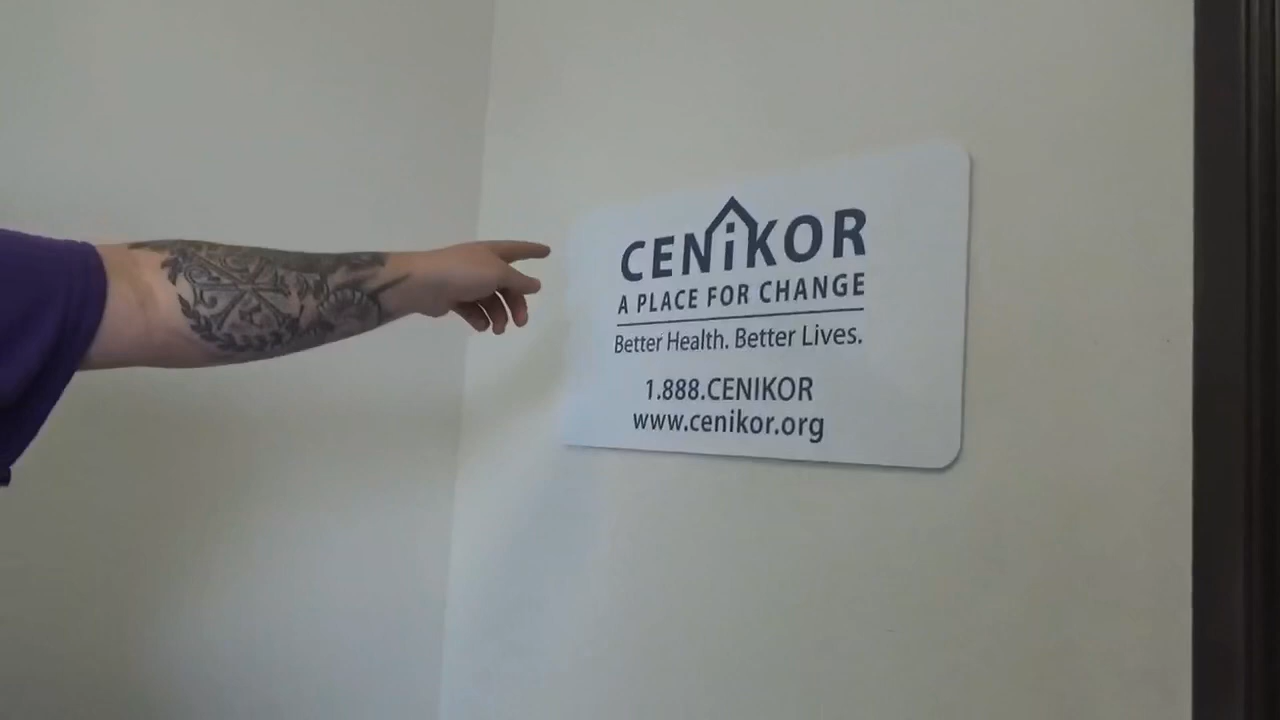 CENiKOR
A PLACE FOR CHANGE
Better Health. Better Lives.
1.888.CENIKOR
www.cenikor.org